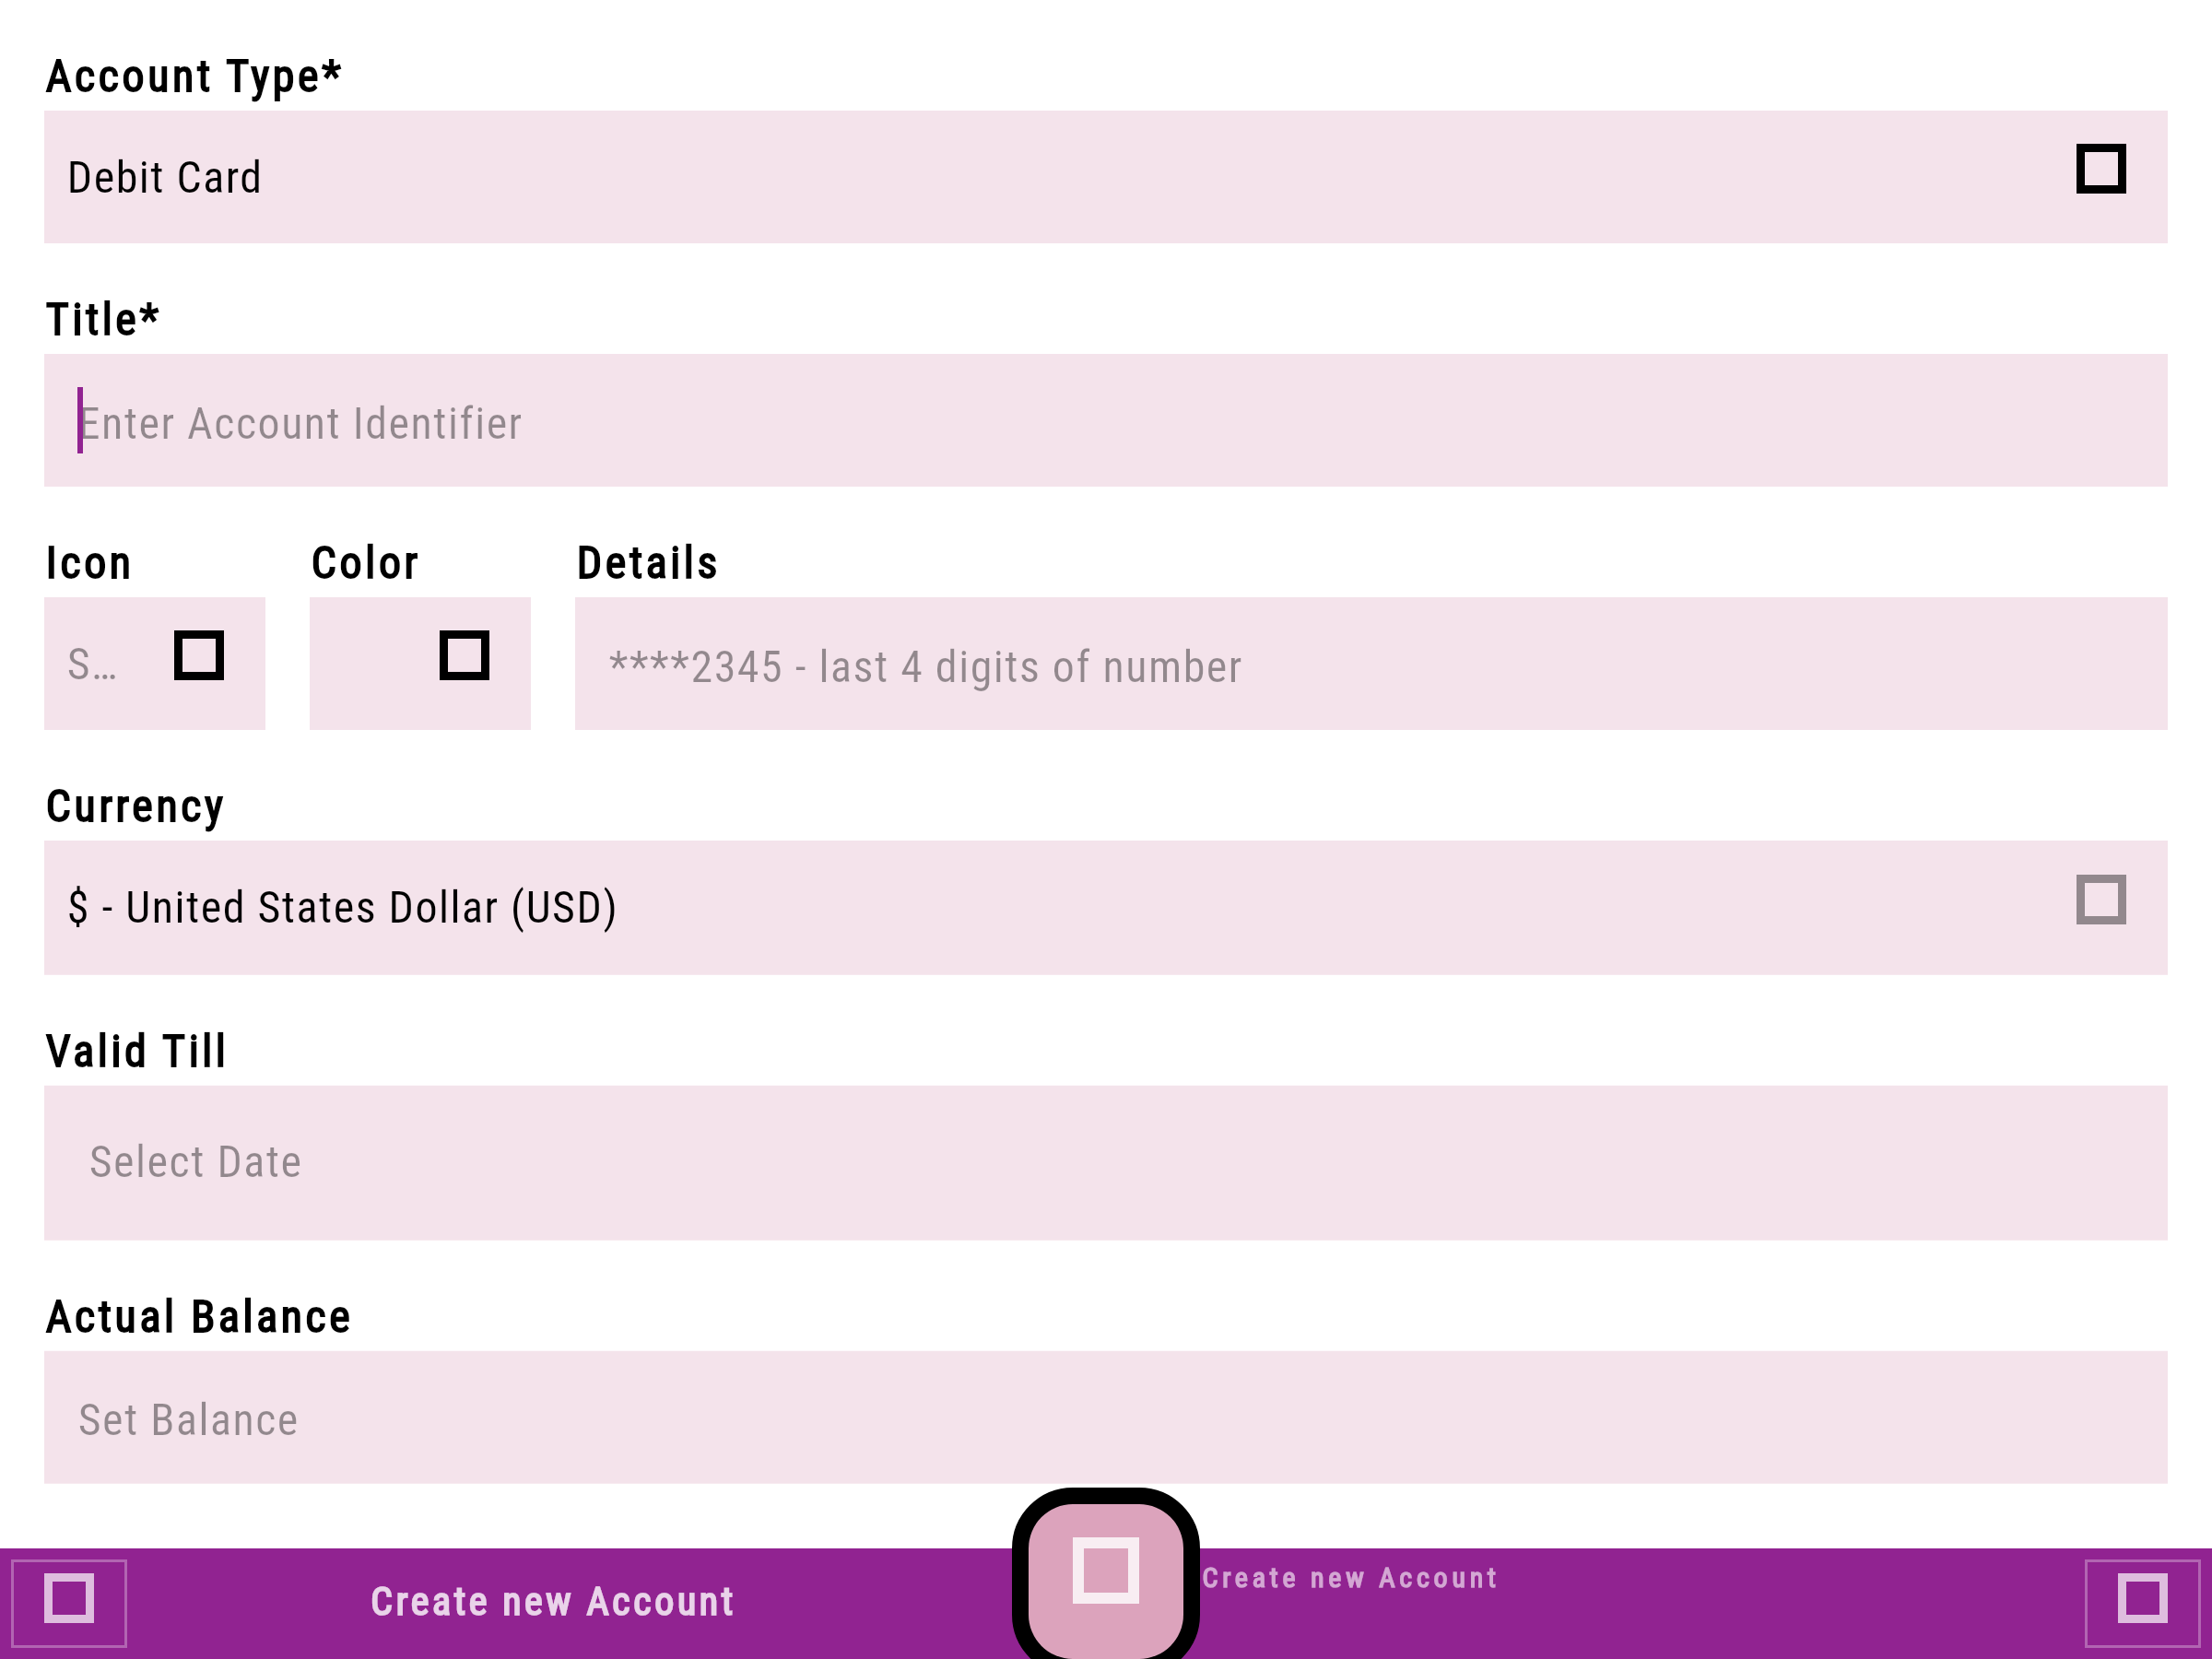 Account Type*
Debit Card
Title*
Enter Account Identifier
Icon Color Details
S… ****2345 - last 4 digits of number
Currency
$ - United States Dollar (USD)
Valid Till
Select Date
Actual Balance
Set Balance
Create new Account
Create new Account